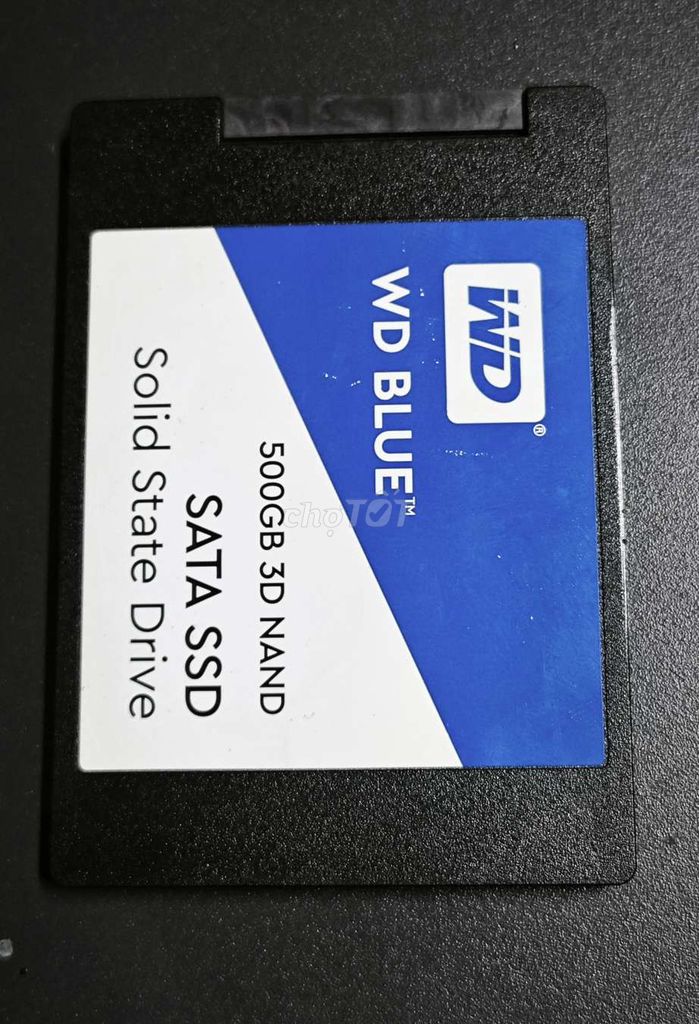 WD®
WD BLUE™
500GB 3D NAND
SATA SSD
Solid State Drive
chợTỐT